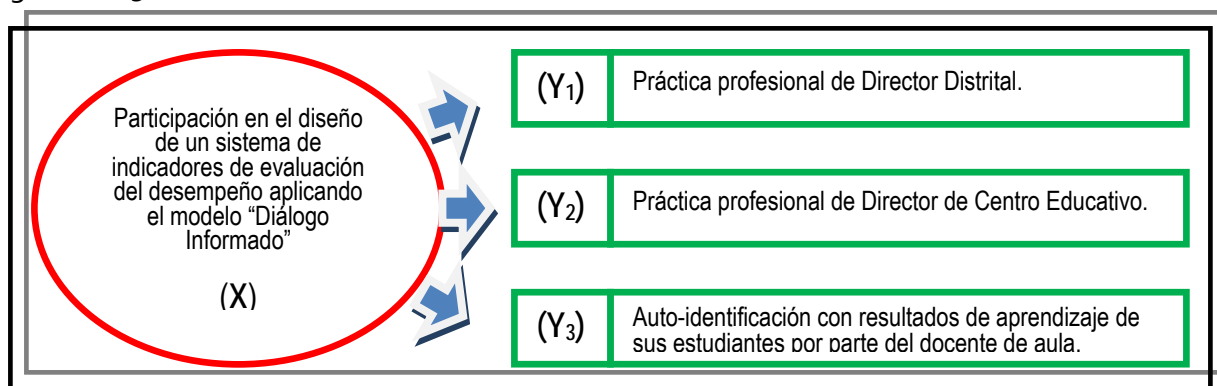 Participación en el diseño
de un sistema de
indicadores de evaluación
del desempeño aplicando
el modelo “Diálogo
Informado”
(X)
(Y1) Práctica profesional de Director Distrital.
(Y2) Práctica profesional de Director de Centro Educativo.
(Y3) Auto-identificación con resultados de aprendizaje de
sus estudiantes por parte del docente de aula.